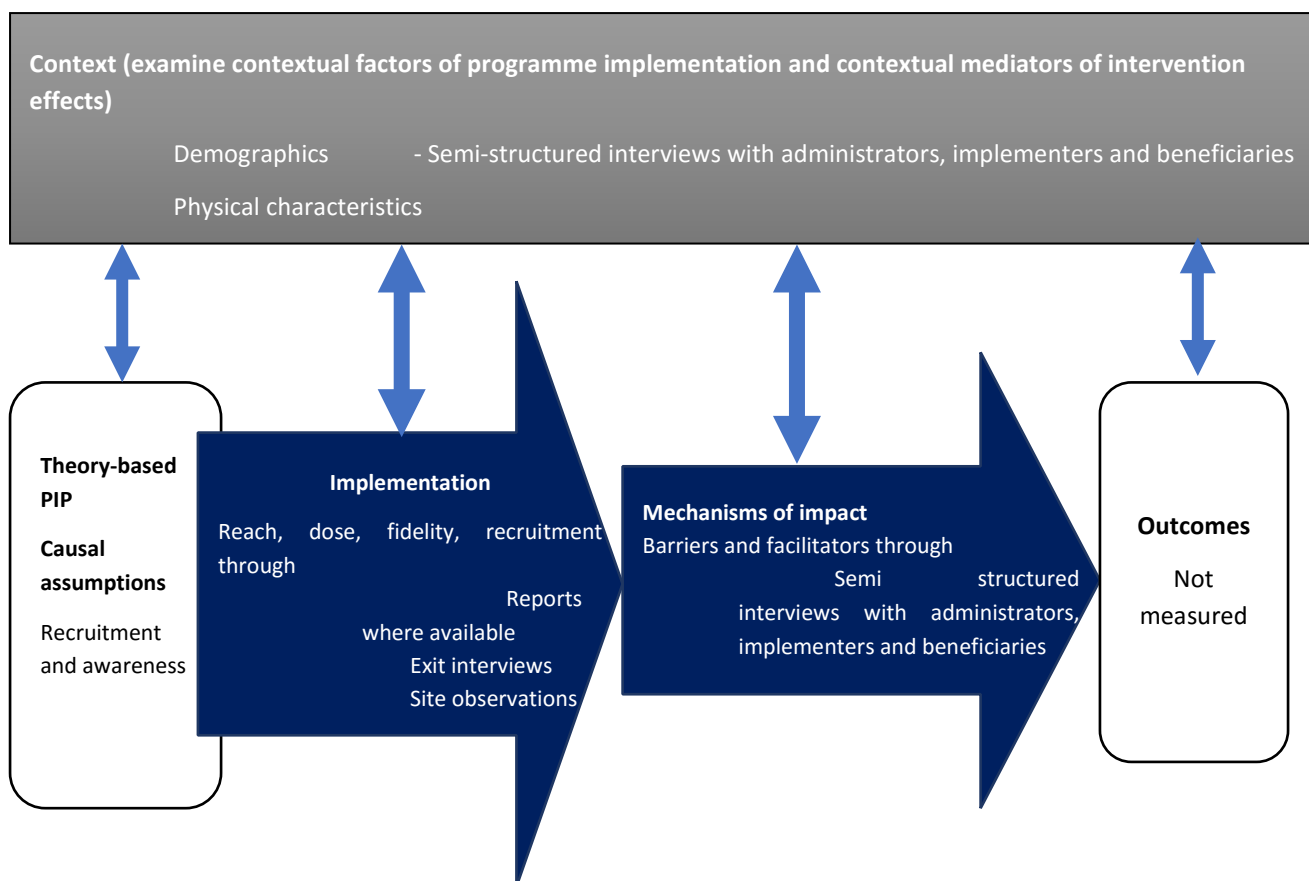 Context (examine contextual factors of programme implementation and contextual mediators of intervention
effects)
Demographics - Semi-structured interviews with administrators, implementers and beneficiaries
Physical characteristics
Theory-based
PIP
Causal
assumptions
Recruitment
and awareness
Implementation
Reach, dose, fidelity, recruitment
through
Reports
where available
Exit interviews
Site observations
Mechanisms of impact
Barriers and facilitators through
Semi structured
interviews with administrators,
implementers and beneficiaries
Outcomes
Not
measured